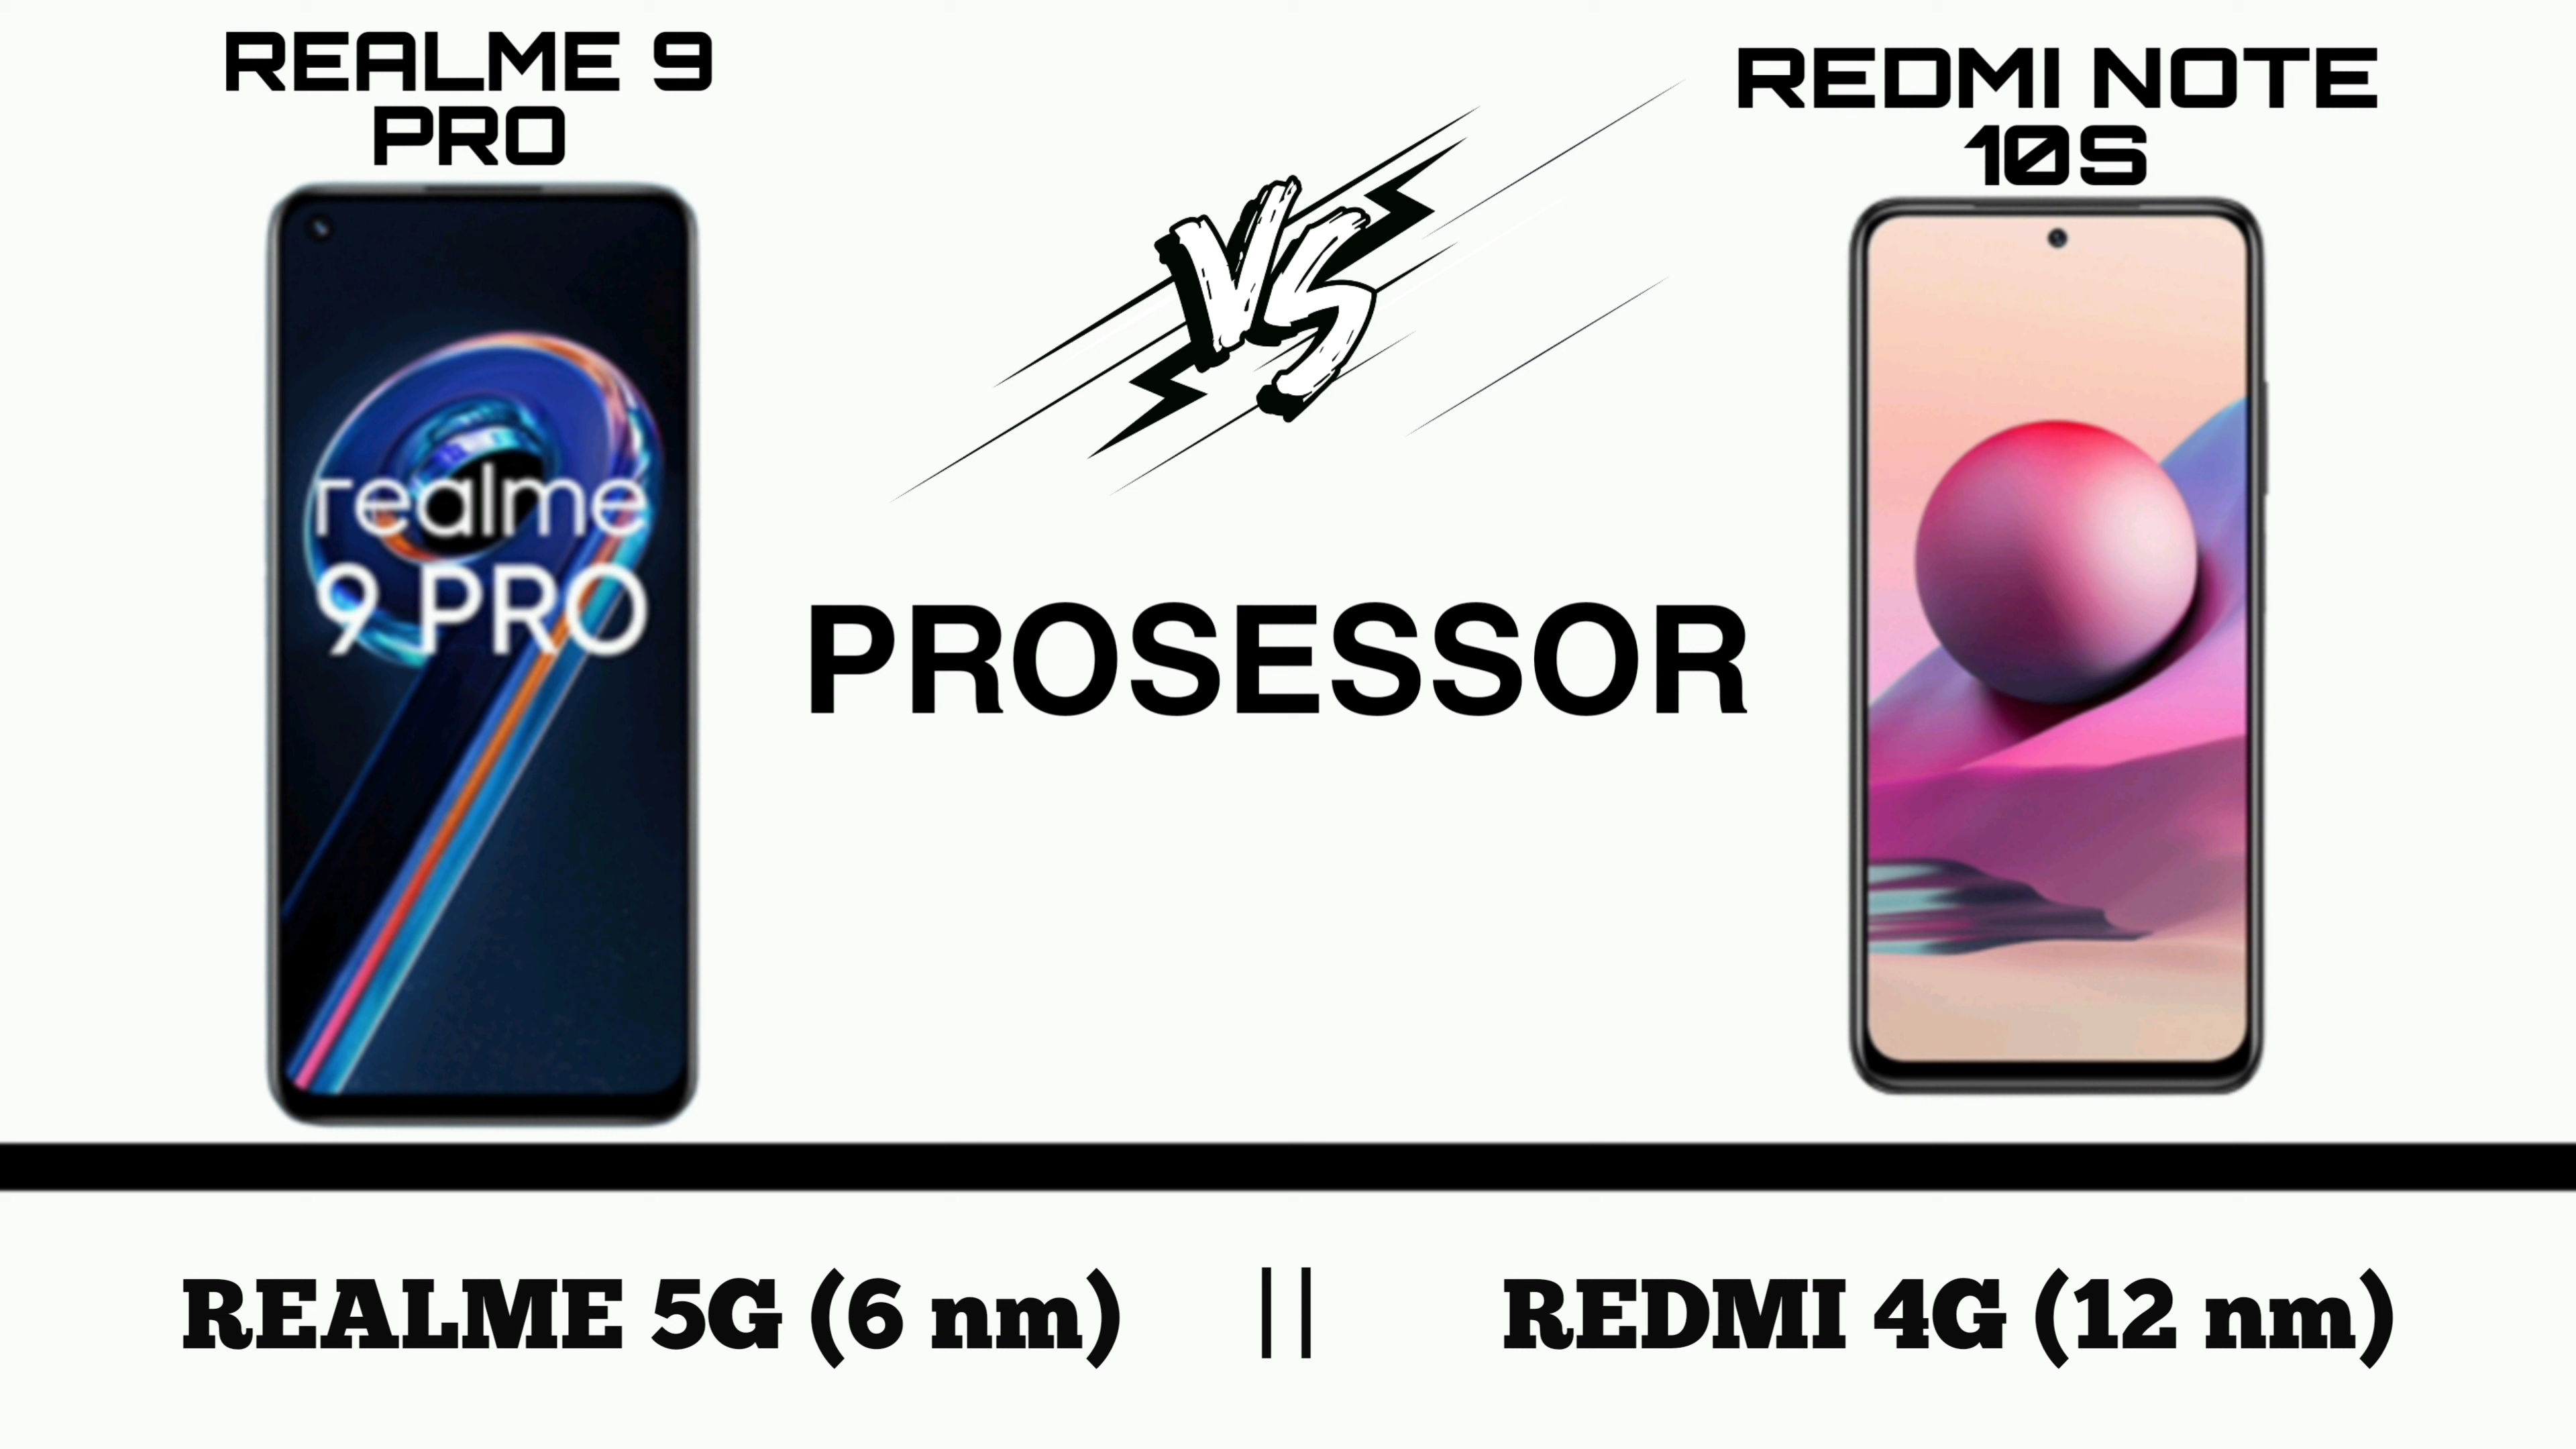 REALME 9
PRO
REDMI NOTE
10S
VS
realme
9 PRO
PROSESSOR
REALME 5G (6 nm) || REDMI 4G (12 nm)